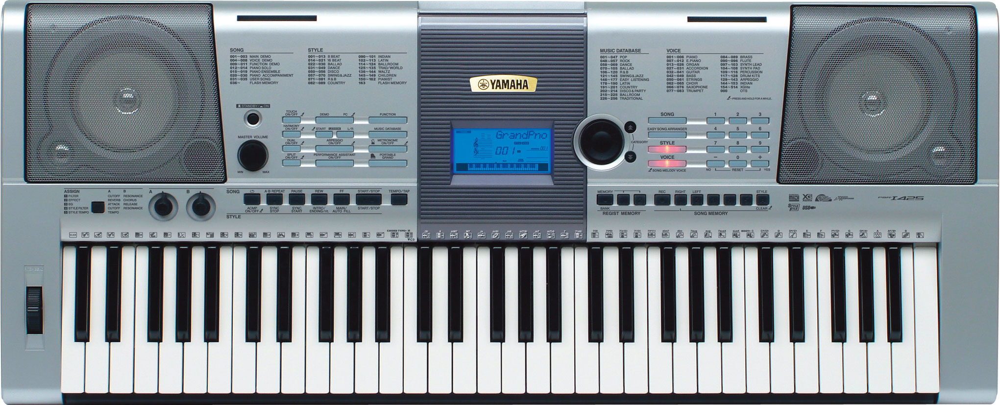 SONG
001~003 MAIN DEMO
004~008 VOICE DEMO
009~011 FUNCTION DEMO
012~014 PIANO SOLO
015~019 PIANO ENSEMBLE
020~030 PIANO ACCOMPANIMENT
031~035 USER SONG
036~ FLASH MEMORY
STYLE
001~013 8 BEAT
014~021 16 BEAT
022~030 BALLAD
031~049 DANCE
050~056 DISCO
057~070 SWING&JAZZ
071~081 R&B
082~089 COUNTRY
090~101 INDIAN
102~113 LATIN
114~124 BALLROOM
125~135 TRAD/WORLD
136~144 WALTZ
145~149 CHILDREN
150~162 PIANIST
163 FLASH MEMORY
YAMAHA
MUSIC DATABASE
001~047 POP
048~057 ROCK
058~069 DANCE
070~105 BALLAD
106~120 R&B
121~145 SWING&JAZZ
146~177 EASY LISTENING
178~190 LATIN
191~201 COUNTRY
202~214 DISCO&PARTY
215~225 BALLROOM
226~256 TRADITIONAL
VOICE
001~006 PIANO
007~012 E.PIANO
013~026 ORGAN
027~031 ACCORDION
032~041 GUITAR
042~049 BASS
050~061 STRINGS
062~065 CHOIR
066~076 SAXOPHONE
077~083 TRUMPET
084~089 BRASS
090~096 FLUTE
097~103 SYNTH LEAD
104~108 SYNTH PAD
109~116 PERCUSSION
117~128 DRUM KITS
129~143 ARPEGGIO
144~153 INDIAN
154~514 XGlite
000 OTS
PRESS AND HOLD FOR A WHILE.
STANDBY/ ON
MASTER VOLUME
MIN MAX
TOUCH
ON/OFF
DEMO PC
FUNCTION
HARMONY
ON/OFF
START LESSON L/R
MUSIC DATABASE
DUAL
ON/OFF
ARPEGGIO
ON/OFF
METRONOME
ON/OFF
SPLIT
ON/OFF
PERFORMANCE ASSISTANT
ON/OFF
PORTABLE
GRAND
GrandPno
001
001
CATEGORY
SONG
EASY SONG ARRANGER
STYLE
VOICE
SONG MELODY VOICE
1 2 3
4 5 6
7 8 9
− 0 +
NO RESET YES
ASSIGN A B
1 FILTER CUTOFF RESONANCE
2 EFFECT REVERB CHORUS
3 EG ATTACK RELEASE
4 STYLE FILTER CUTOFF RESONANCE
5 STYLE TEMPO TEMPO
A B
SONG A-B REPEAT PAUSE REW FF START/STOP TEMPO/TAP
ACMP
ON/OFF
SYNC
STOP
SYNC
START
INTRO/
ENDING/rit.
MAIN/
AUTO FILL
START/STOP
STYLE
MEMORY 1 2
BANK
REGIST MEMORY
REC RIGHT LEFT STYLE
CLEAR
SONG MEMORY
MIDI
XG
XGlite
STYLE
FILE
USB
PSR-I425
CHORD TYPE▸ M
▼C3